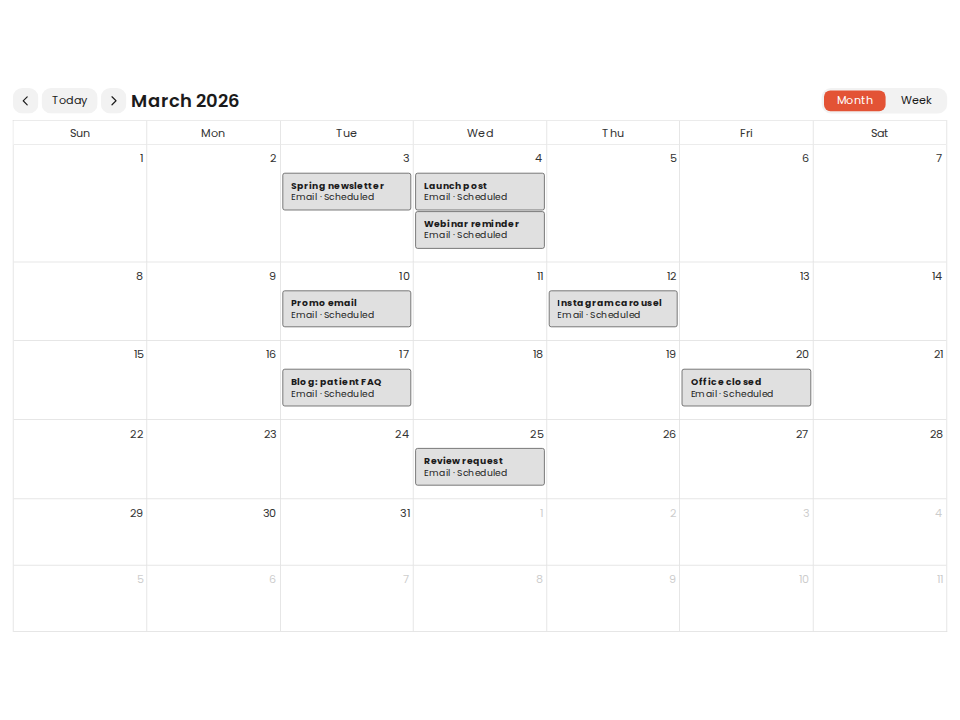 Today March 2026 Month Week
Sun Mon Tue Wed Thu Fri Sat
1 2 3 4 5 6 7
Spring newsletter
Email · Scheduled
Launch post
Email · Scheduled
Webinar reminder
Email · Scheduled
8 9 10 11 12 13 14
Promo email
Email · Scheduled
Instagram carousel
Email · Scheduled
15 16 17 18 19 20 21
Blog: patient FAQ
Email · Scheduled
Office closed
Email · Scheduled
22 23 24 25 26 27 28
Review request
Email · Scheduled
29 30 31 1 2 3 4
5 6 7 8 9 10 11